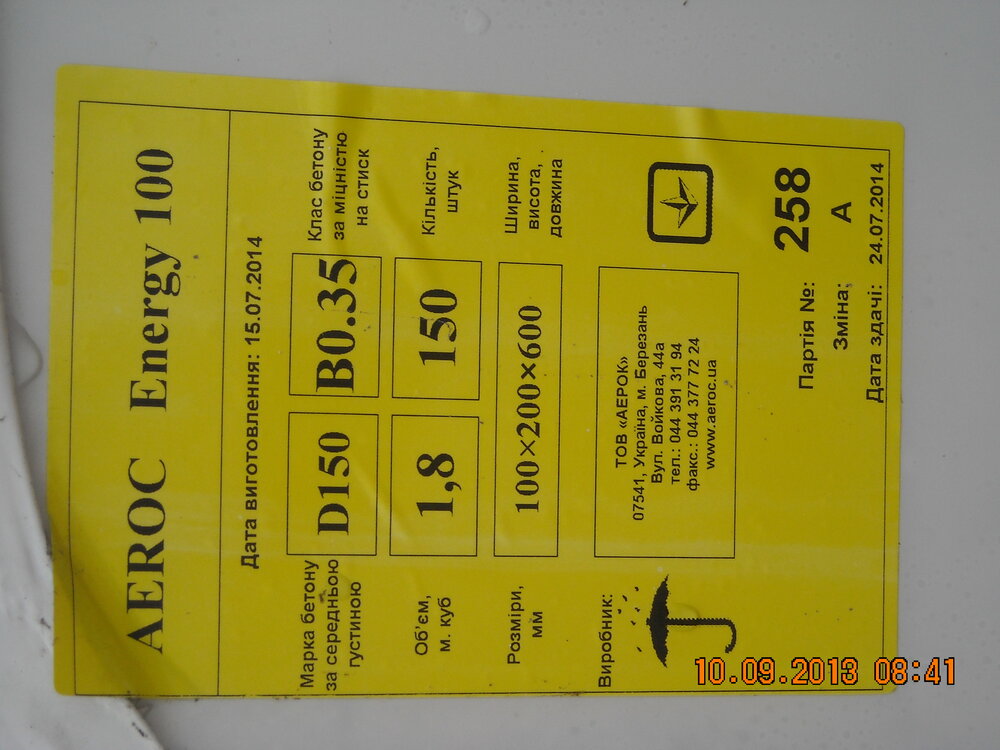 AEROC Energy 100
Дата виготовлення: 15.07.2014
Марка бетону
за середньою
густиною
D150
B0.35
Клас бетону
за міцністю
на стиск
Об'єм,
м. куб
1,8
150
Кількість,
штук
Розміри,
мм
100×200×600
Ширина,
висота,
довжина
Виробник:
ТОВ «АЕРОК»
07541, Україна, м. Березань
Вул. Войкова, 44а
тел.: 044 391 31 94
факс.: 044 377 72 24
www.aeroc.ua
Партія №: 258
Зміна: А
Дата здачі: 24.07.2014
10.09.2013 08:41